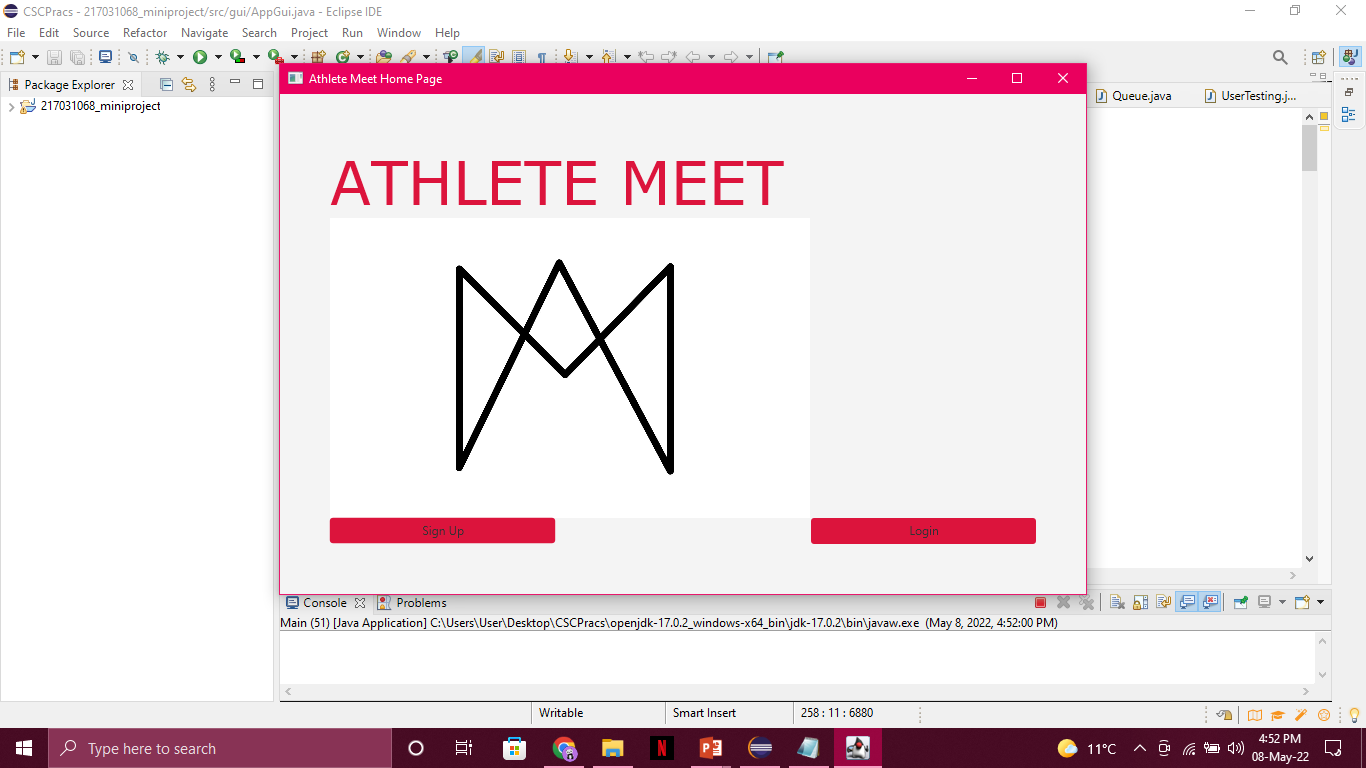 CSCPracs - 217031068_miniproject/src/gui/AppGui.java - Eclipse IDE
File Edit Source Refactor Navigate Search Project Run Window Help
Package Explorer
217031068_miniproject
Athlete Meet Home Page
Queue.java
UserTesting.j...
ATHLETE MEET
Sign Up
Login
Console
Problems
Main (51) [Java Application] C:\Users\User\Desktop\CSCPracs\openjdk-17.0.2_windows-x64_bin\jdk-17.0.2\bin\javaw.exe (May 8, 2022, 4:52:00 PM)
Writable
Smart Insert
258 : 11 : 6880
Type here to search
11°C
4:52 PM
08-May-22